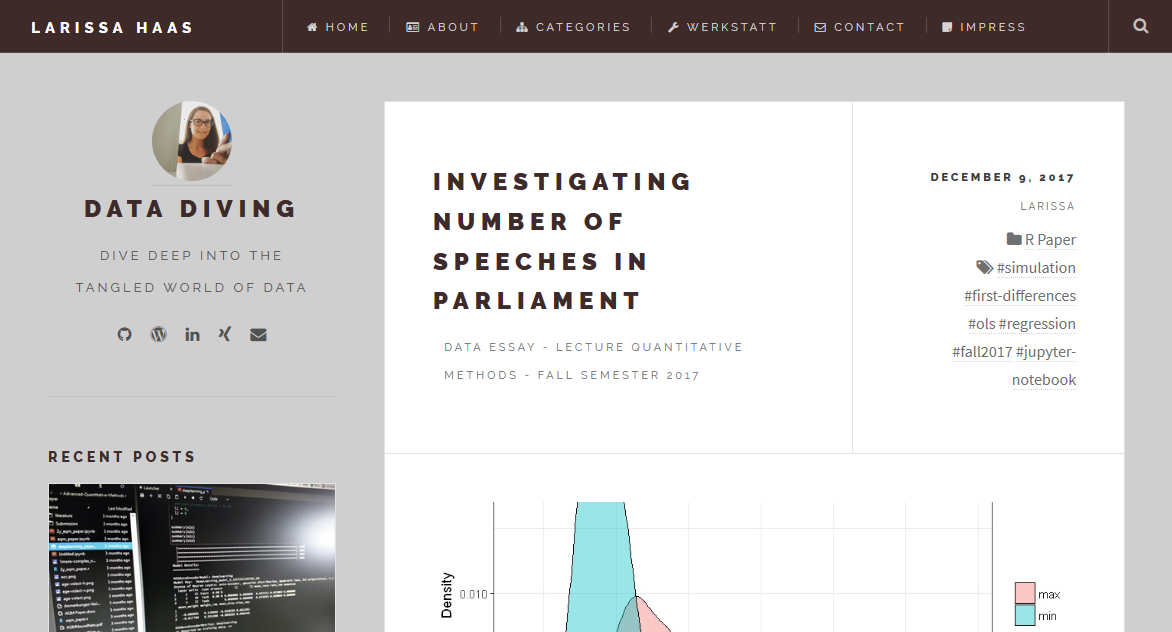 LARISSA HAAS
HOME
ABOUT
CATEGORIES
WERKSTATT
CONTACT
IMPRESS
DATA DIVING
DIVE DEEP INTO THE
TANGLED WORLD OF DATA
RECENT POSTS
INVESTIGATING
NUMBER OF
SPEECHES IN
PARLIAMENT
DATA ESSAY - LECTURE QUANTITATIVE
METHODS - FALL SEMESTER 2017
DECEMBER 9, 2017
LARISSA
R Paper
#simulation
#first-differences
#ols #regression
#fall2017 #jupyter-
notebook
Density
0.010
max
min